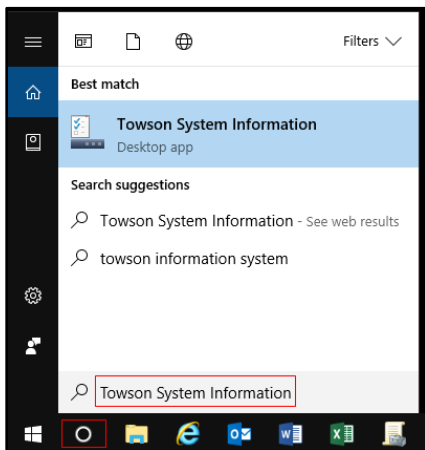 Filters
Best match
Towson System Information
Desktop app
Search suggestions
Towson System Information - See web results
towson information system
Towson System Information